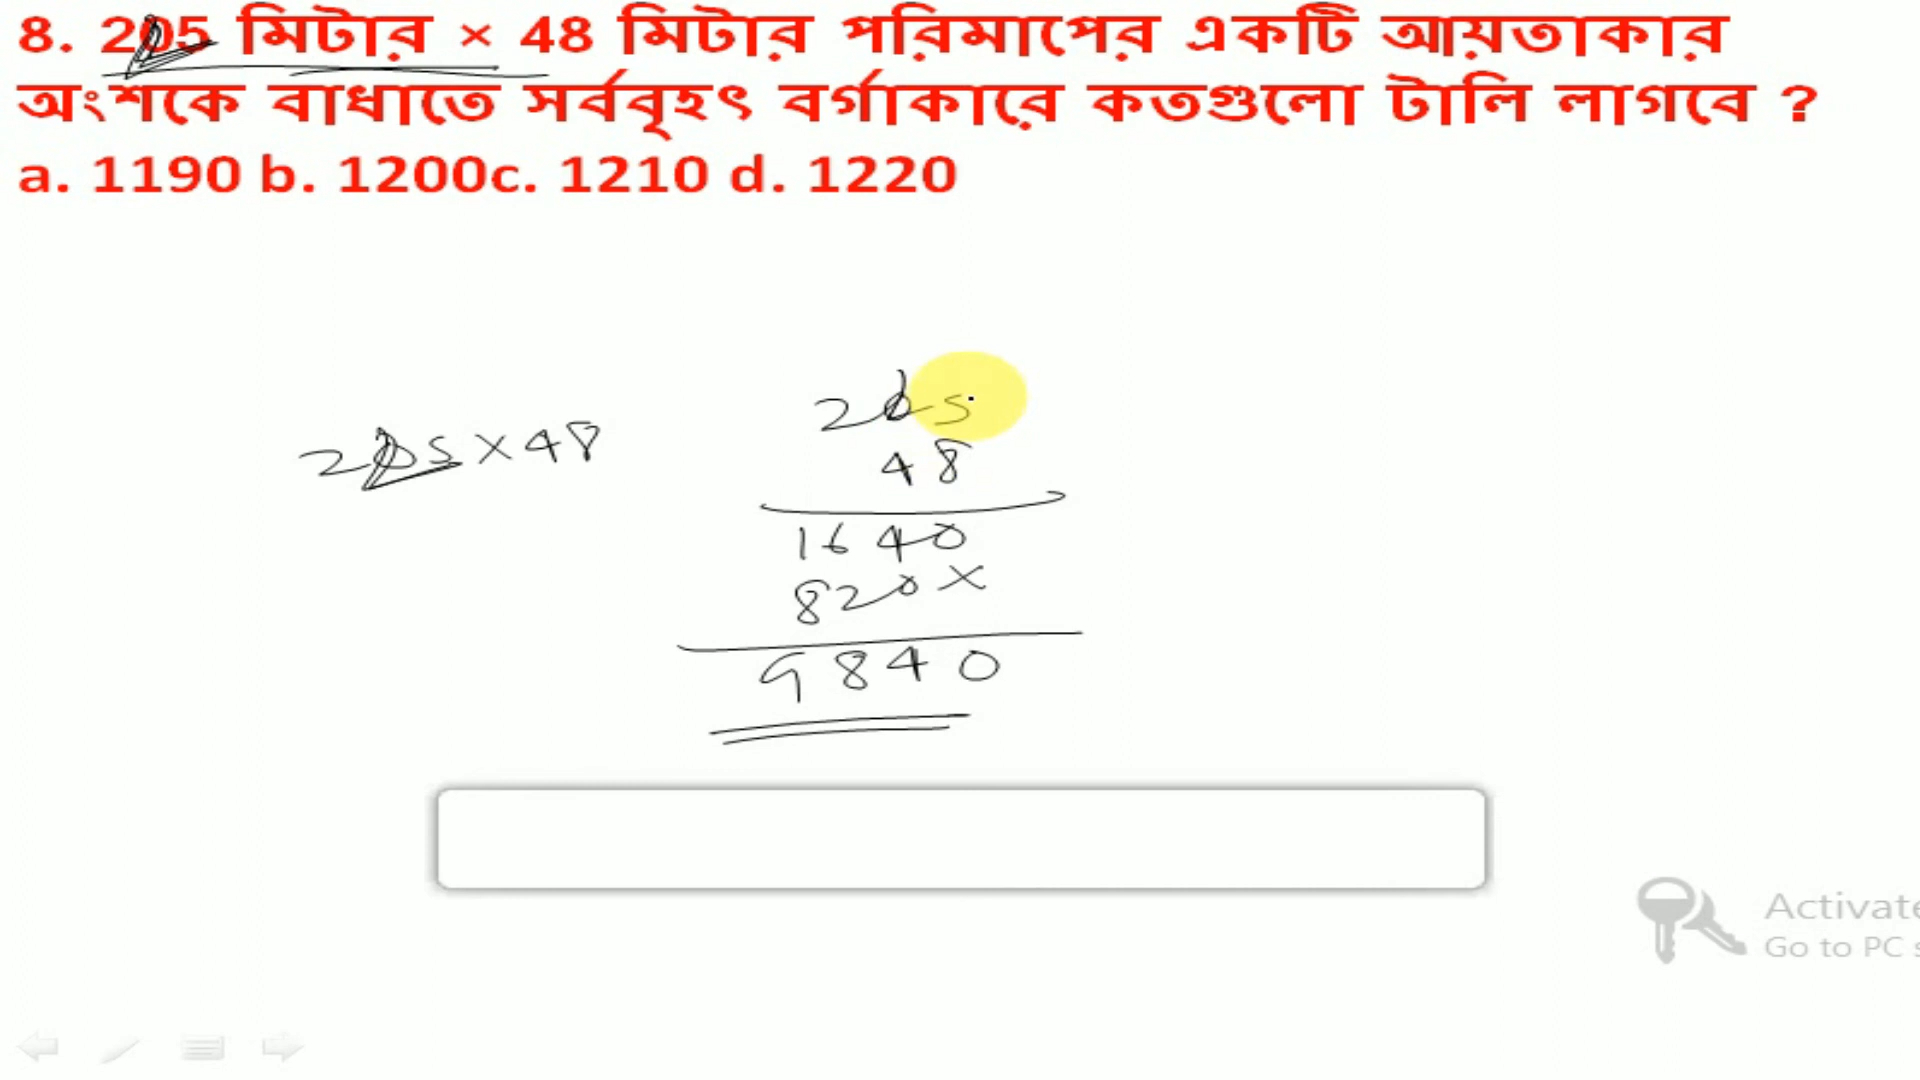 8. 205 মিটার × 48 মিটার পরিমাপের একটি আয়তাকার
অংশকে বাধাতে সর্ববৃহৎ বর্গাকারে কতগুলো টালি লাগবে ?
a. 1190 b. 1200c. 1210 d. 1220
205
205 × 48
48
1640
820×
9840
Activate
Go to PC s